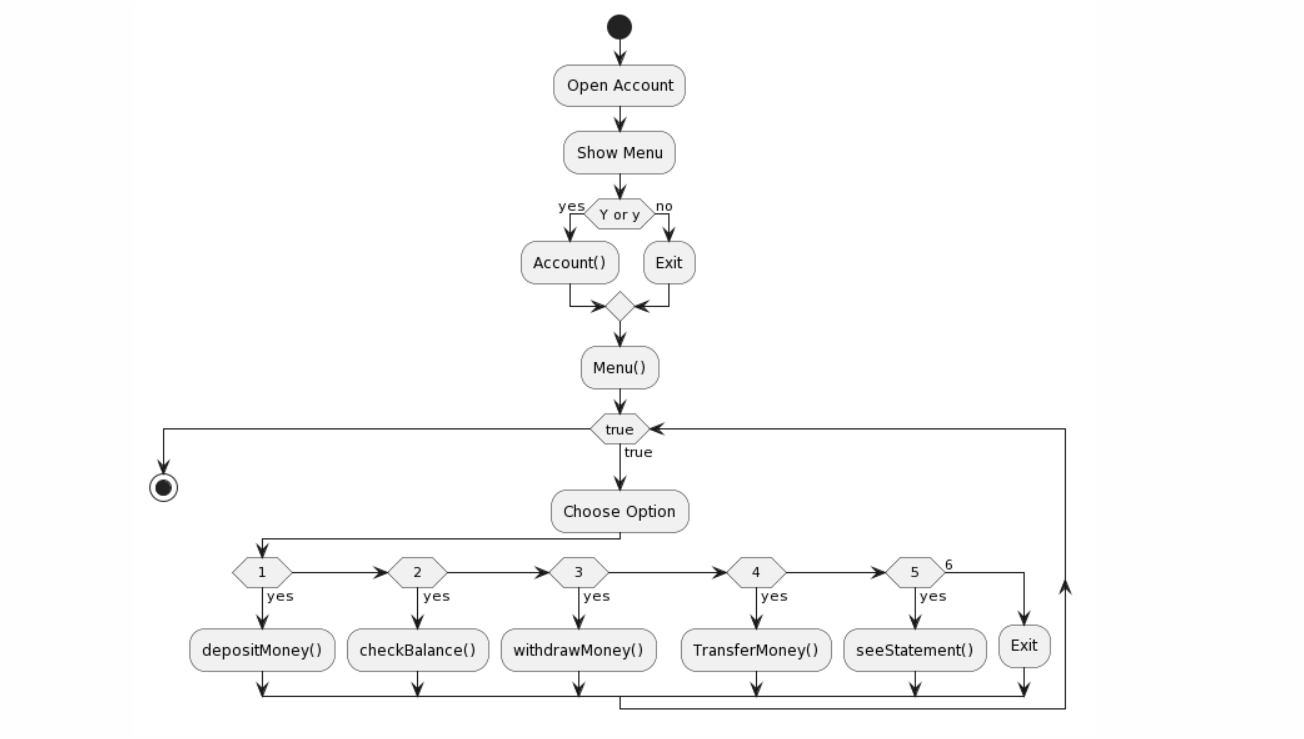 Open Account
Show Menu
yes
Y or y
no
Account()
Exit
Menu()
true
true
Choose Option
1
2
3
4
5
6
yes
yes
yes
yes
yes
depositMoney()
checkBalance()
withdrawMoney()
TransferMoney()
seeStatement()
Exit